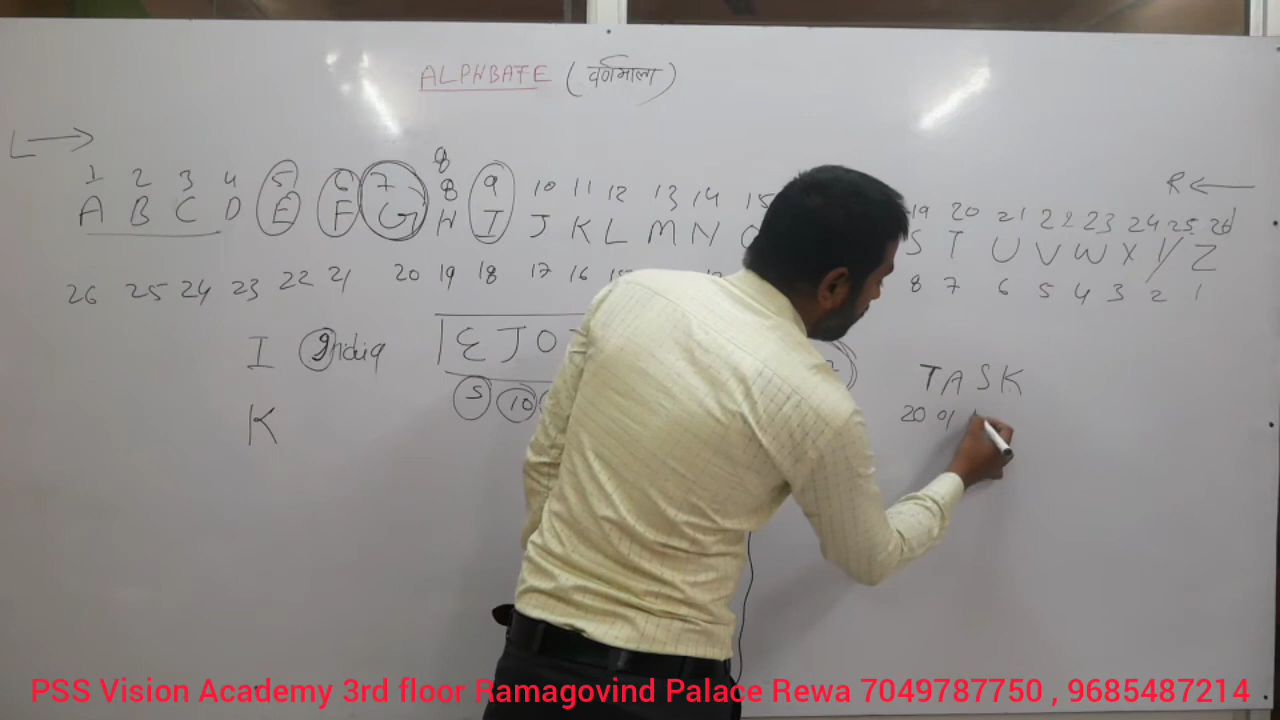 ALPHBATE (वर्णमाला)
L →
R ←
1 2 3 4 5 6 7 8 8 9 10 11 12 13 14 15 19 20 21 22 23 24 25 26
A B C D E F G H I J K L M N O S T U V W X Y Z
26 25 24 23 22 21 20 19 18 17 16 8 7 6 5 4 3 2 1
I India EJO
TASK
5 10
20 01
K
PSS Vision Academy 3rd floor Ramagovind Palace Rewa 7049787750 , 9685487214